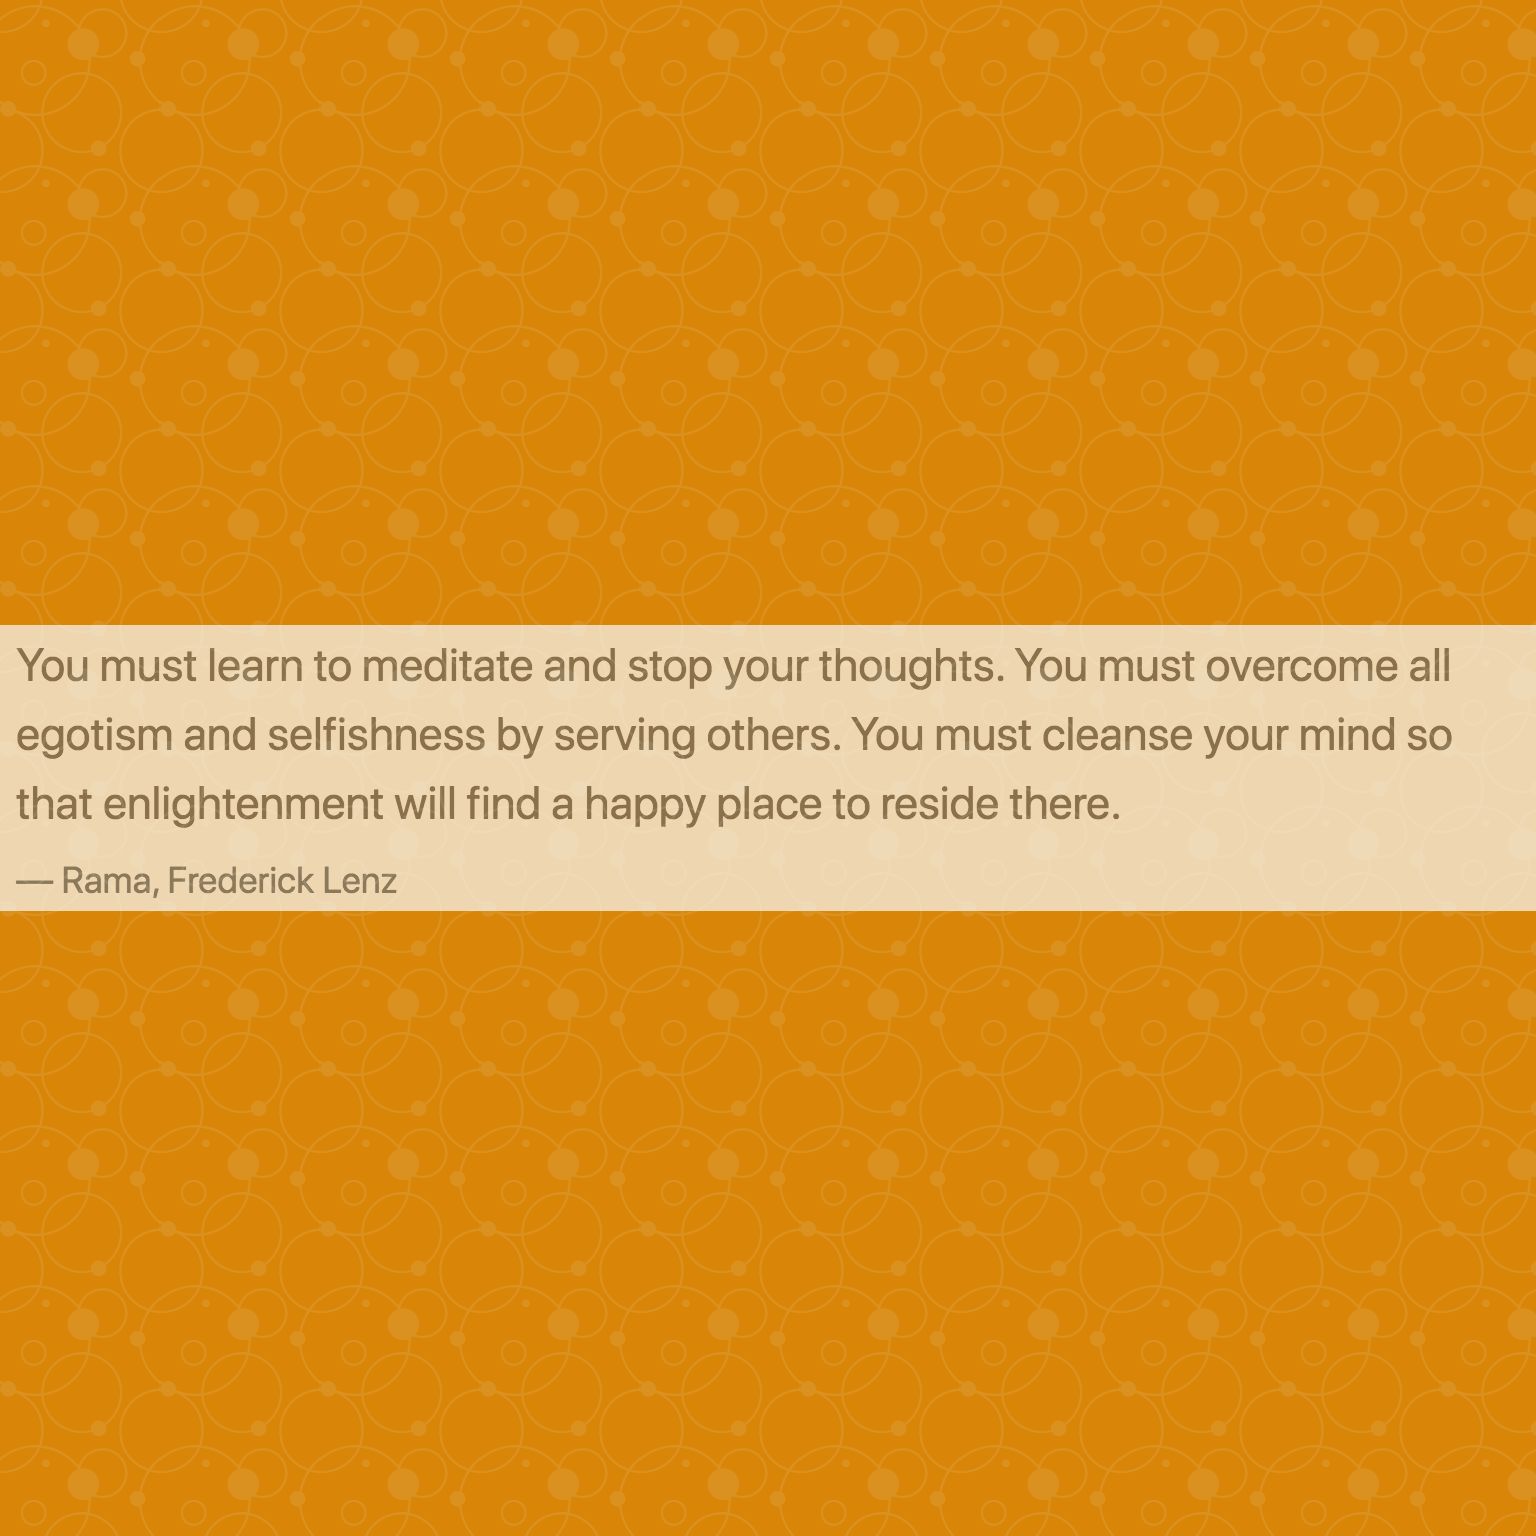 You must learn to meditate and stop your thoughts. You must overcome all
egotism and selfishness by serving others. You must cleanse your mind so
that enlightenment will find a happy place to reside there.
— Rama, Frederick Lenz